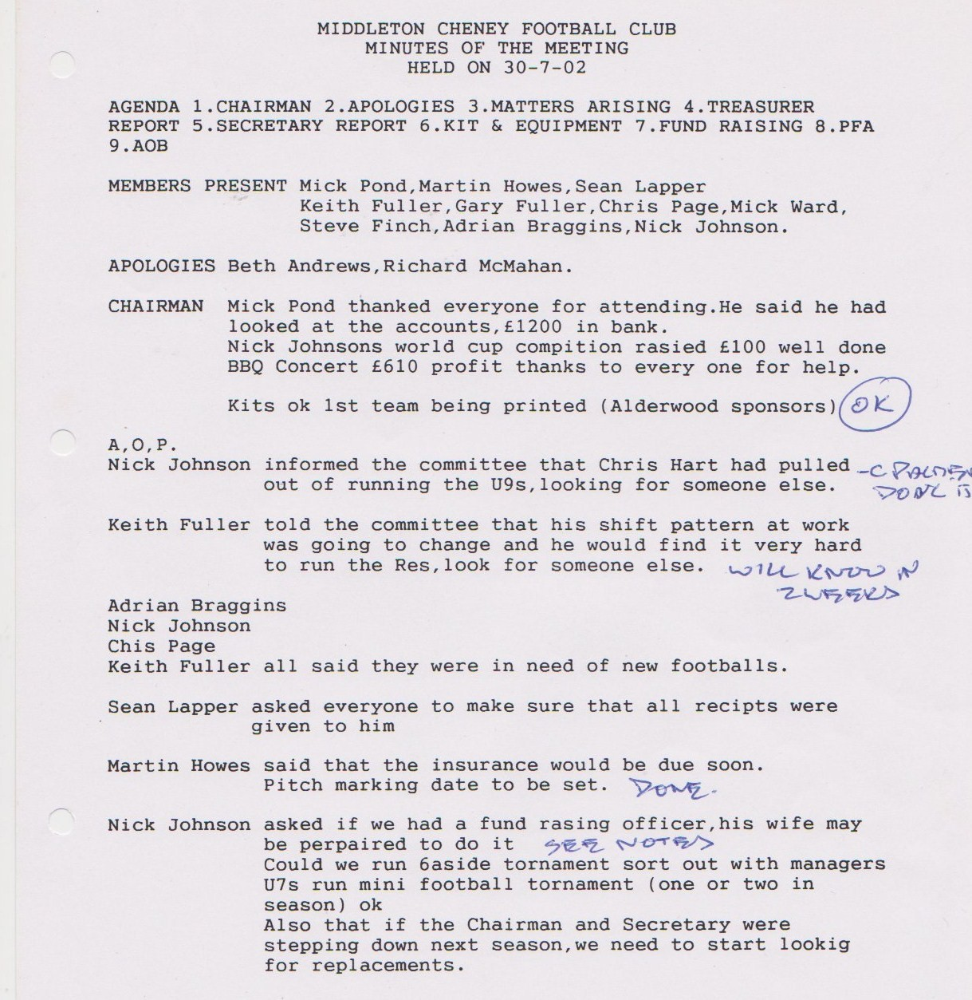 MIDDLETON CHENEY FOOTBALL CLUB
MINUTES OF THE MEETING
HELD ON 30-7-02
AGENDA 1.CHAIRMAN 2.APOLOGIES 3.MATTERS ARISING 4.TREASURER
REPORT 5.SECRETARY REPORT 6.KIT & EQUIPMENT 7.FUND RAISING 8.PFA
9.AOB
MEMBERS PRESENT Mick Pond,Martin Howes,Sean Lapper
Keith Fuller,Gary Fuller,Chris Page,Mick Ward,
Steve Finch,Adrian Braggins,Nick Johnson.
APOLOGIES Beth Andrews,Richard McMahan.
CHAIRMAN Mick Pond thanked everyone for attending.He said he had
looked at the accounts,£1200 in bank.
Nick Johnsons world cup compition rasied £100 well done
BBQ Concert £610 profit thanks to every one for help.
Kits ok 1st team being printed (Alderwood sponsors) OK
A,O,P.
Nick Johnson informed the committee that Chris Hart had pulled - C
out of running the U9s,looking for someone else. DONE
Keith Fuller told the committee that his shift pattern at work
was going to change and he would find it very hard
to run the Res,look for someone else. WILL KNOW IN
2 WEEKS
Adrian Braggins
Nick Johnson
Chis Page
Keith Fuller all said they were in need of new footballs.
Sean Lapper asked everyone to make sure that all recipts were
given to him
Martin Howes said that the insurance would be due soon.
Pitch marking date to be set. DONE.
Nick Johnson asked if we had a fund rasing officer,his wife may
be perpaired to do it SEE NOTES
Could we run 6aside tornament sort out with managers
U7s run mini football tornament (one or two in
season) ok
Also that if the Chairman and Secretary were
stepping down next season,we need to start lookig
for replacements.